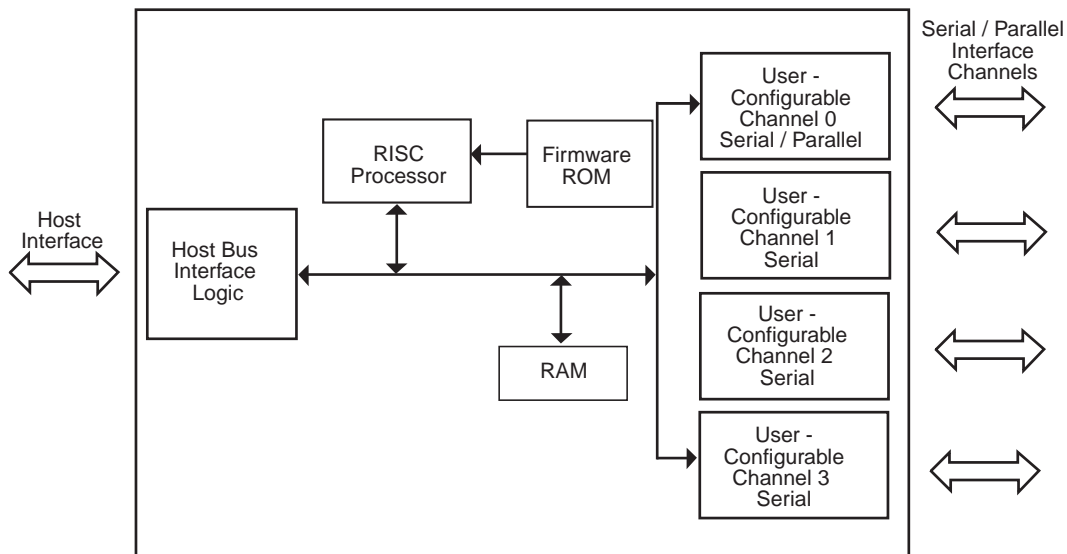 Serial / Parallel
Interface
Channels
User -
Configurable
Channel 0
Serial / Parallel
RISC
Processor
Firmware
ROM
User -
Configurable
Channel 1
Serial
Host
Interface
Host Bus
Interface
Logic
User -
Configurable
Channel 2
Serial
RAM
User -
Configurable
Channel 3
Serial